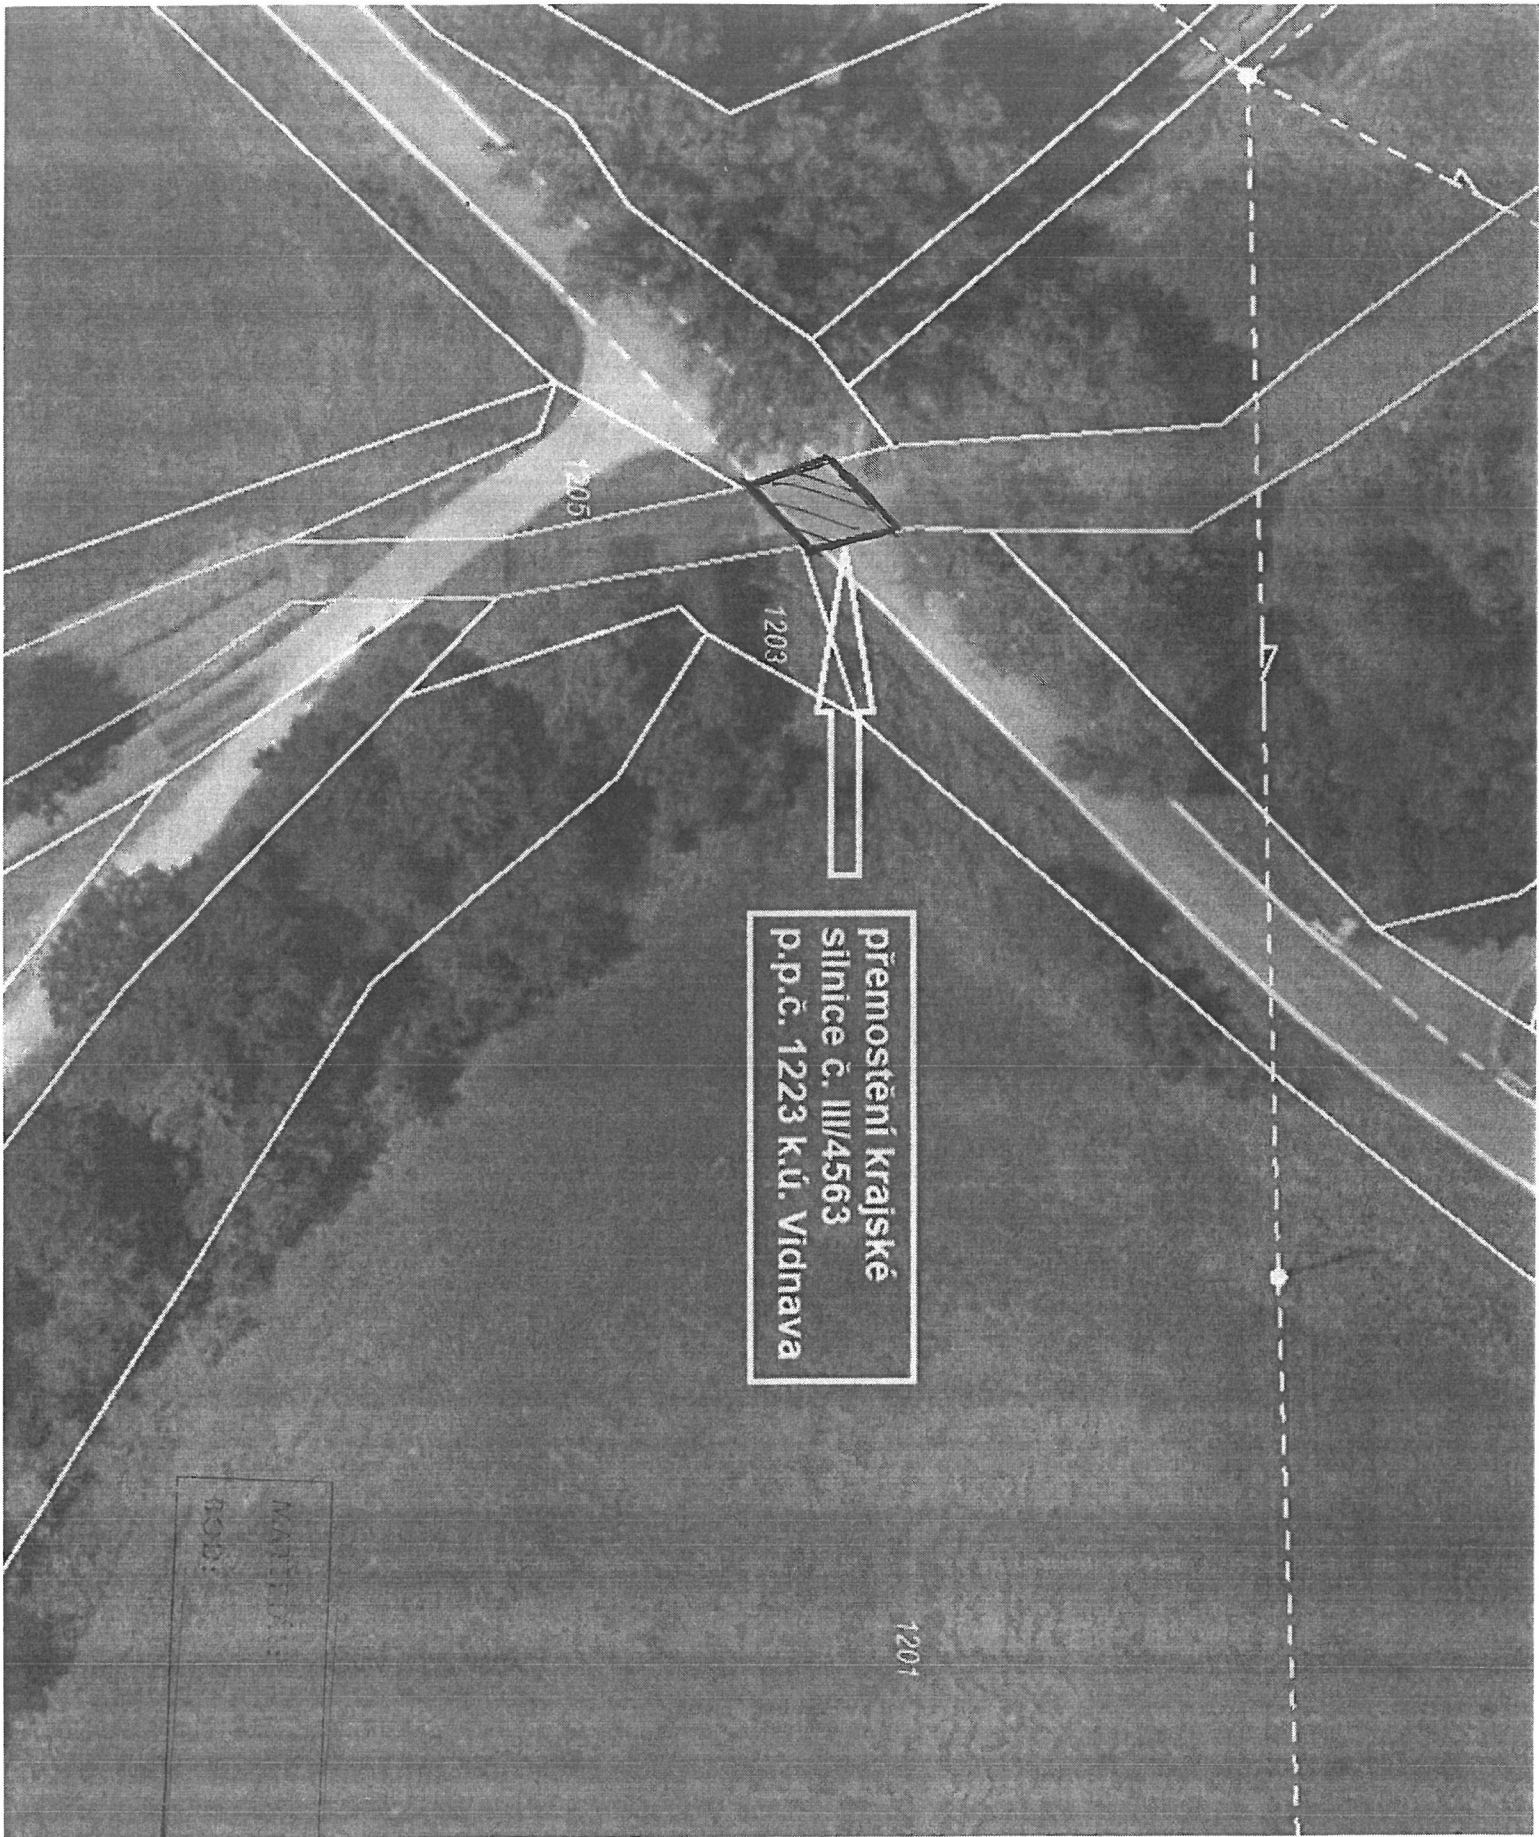 přemostění krajské
silnice č. III/4563
p.p.č. 1223 k.ú. Vidnava
1205
1203
1201